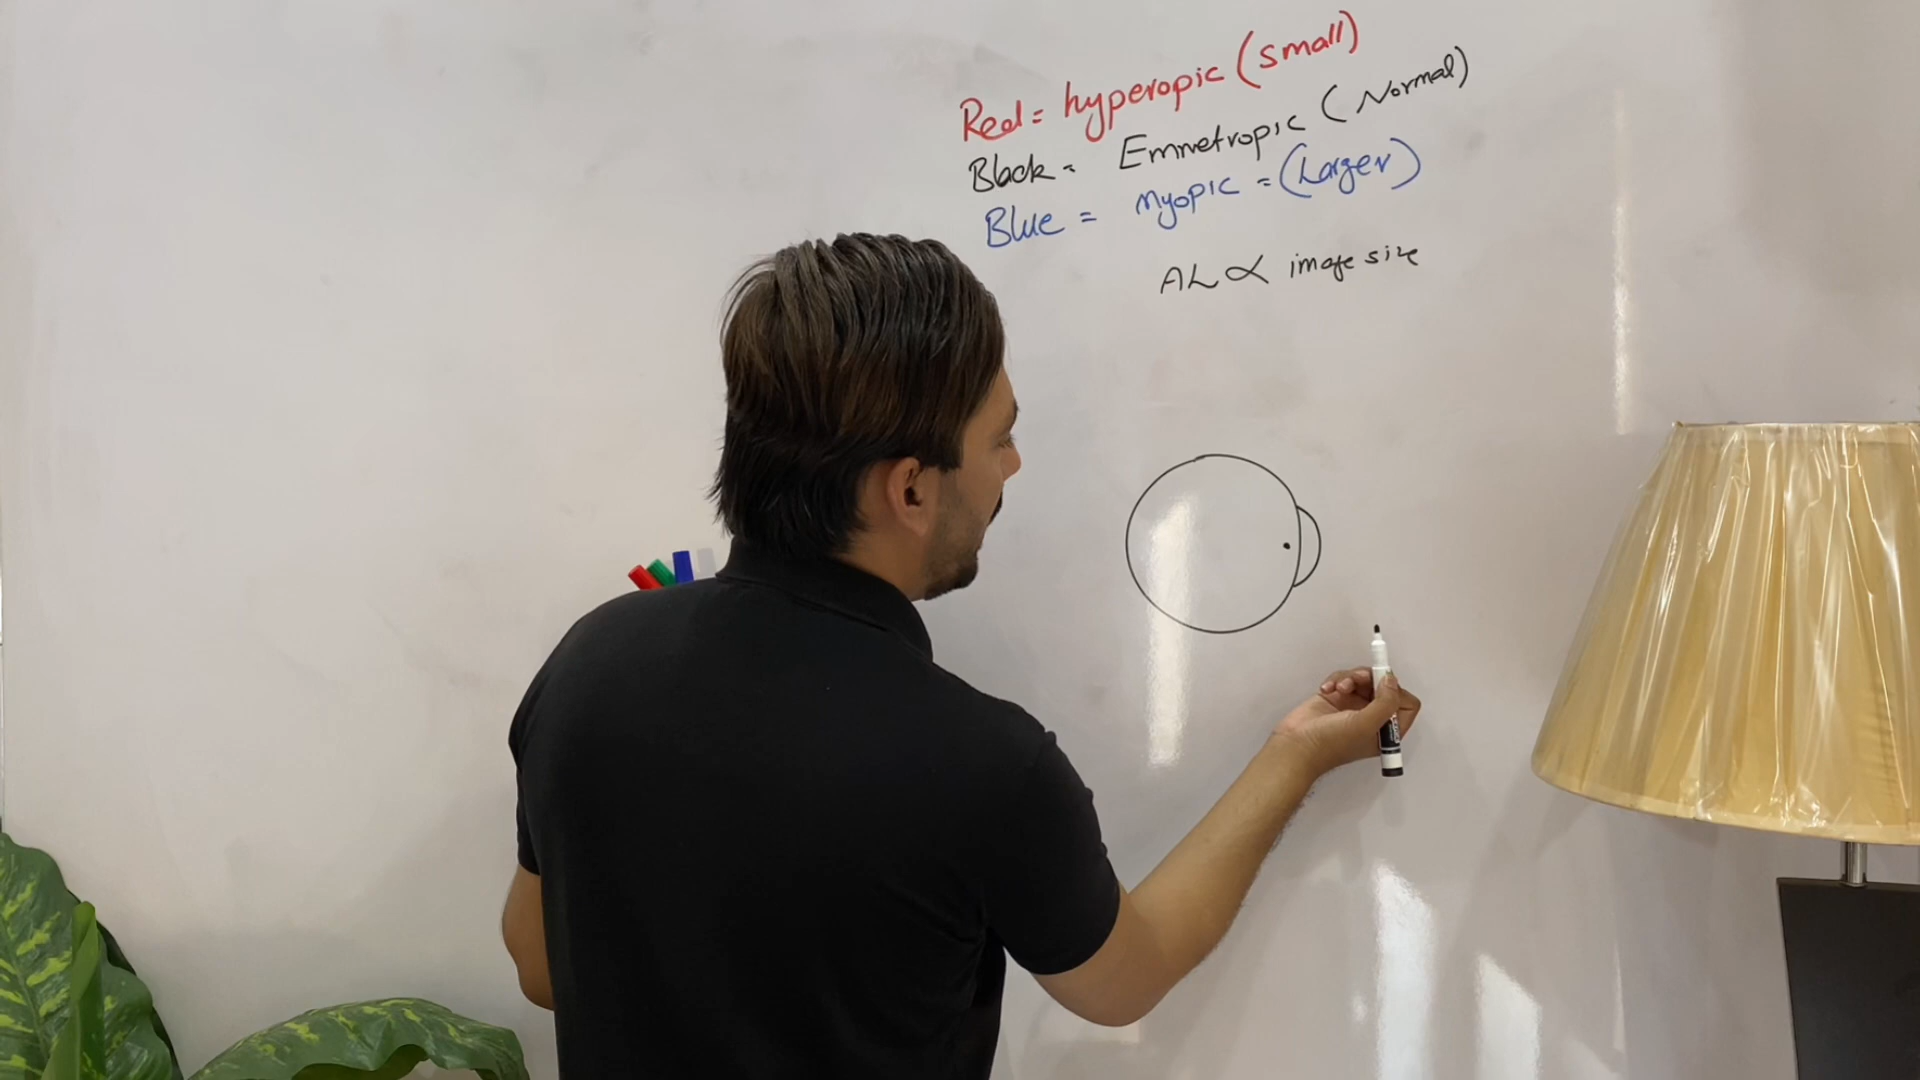 Red = hyperopic (small)
Black = Emmetropic (Normal)
Blue = Myopic = (Larger)
AL ∝ image size